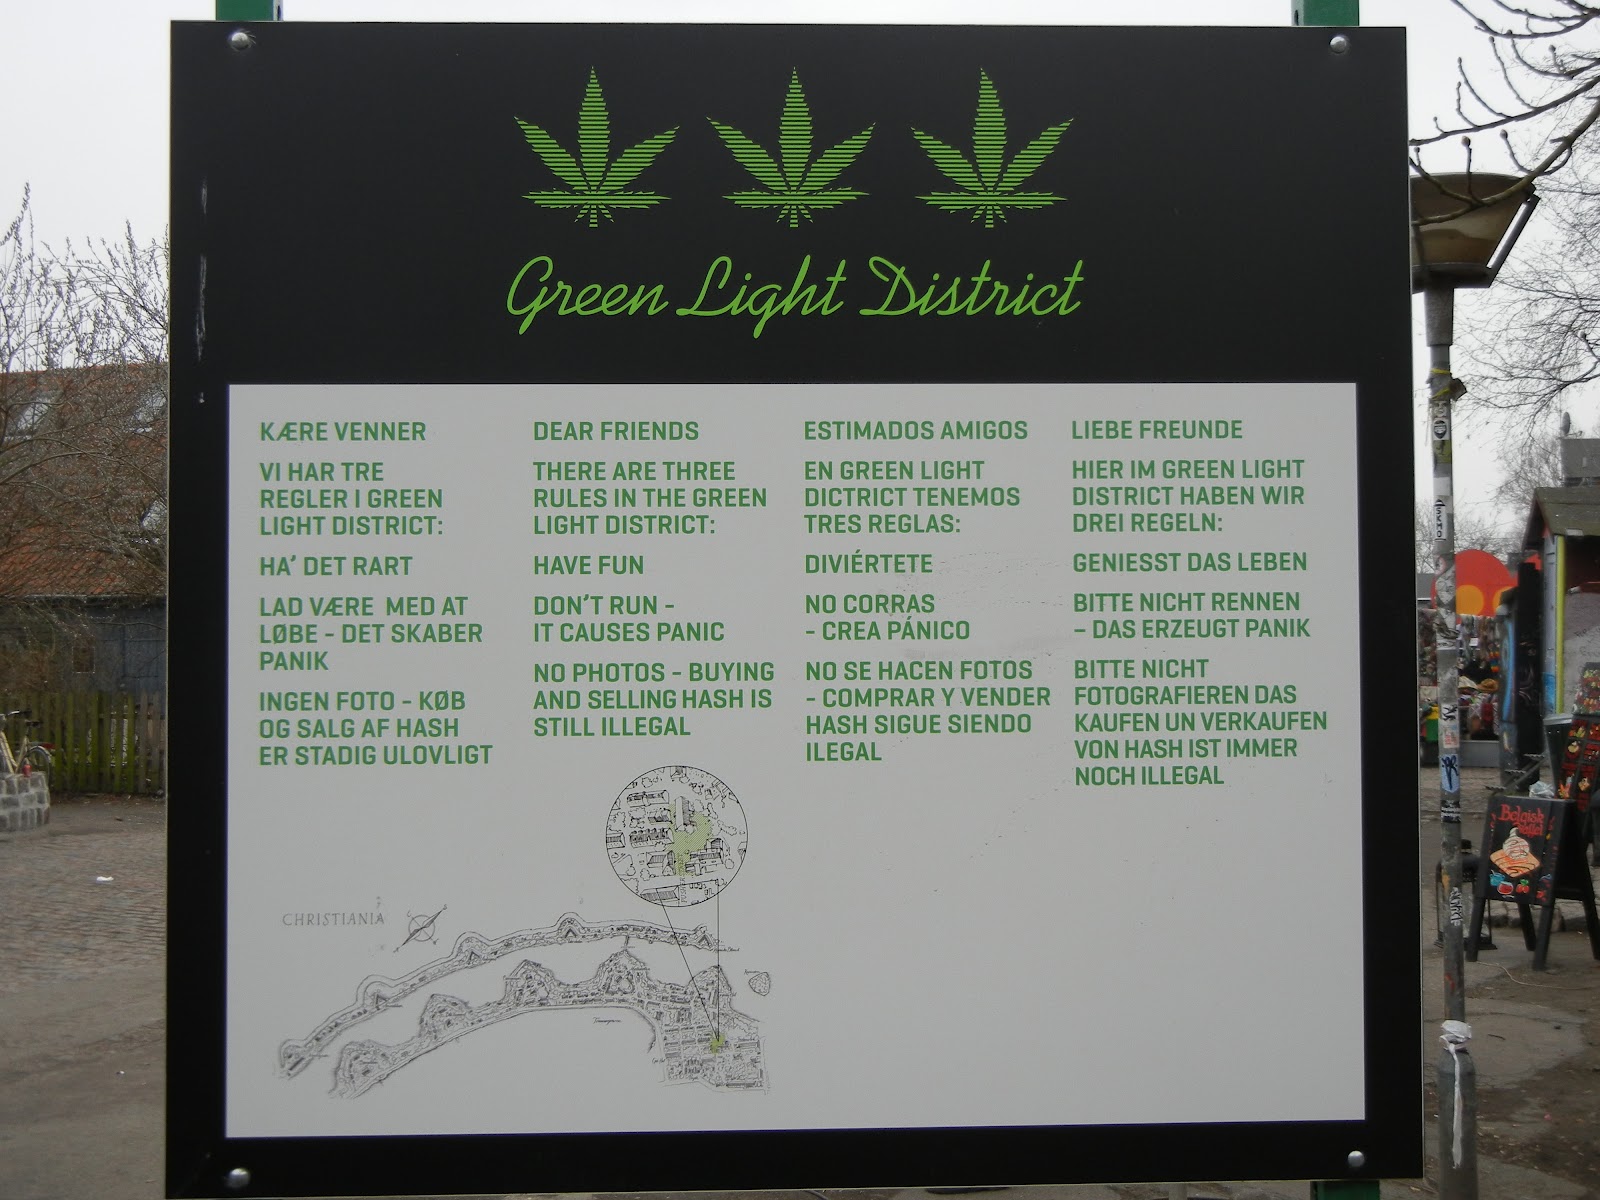 Green Light District
KÆRE VENNER
VI HAR TRE
REGLER I GREEN
LIGHT DISTRICT:
HA' DET RART
LAD VÆRE MED AT
LØBE - DET SKABER
PANIK
INGEN FOTO - KØB
OG SALG AF HASH
ER STADIG ULOVLIGT
DEAR FRIENDS
THERE ARE THREE
RULES IN THE GREEN
LIGHT DISTRICT:
HAVE FUN
DON'T RUN -
IT CAUSES PANIC
NO PHOTOS - BUYING
AND SELLING HASH IS
STILL ILLEGAL
ESTIMADOS AMIGOS
EN GREEN LIGHT
DICTRICT TENEMOS
TRES REGLAS:
DIVIÉRTETE
NO CORRAS
- CREA PÁNICO
NO SE HACEN FOTOS
- COMPRAR Y VENDER
HASH SIGUE SIENDO
ILEGAL
LIEBE FREUNDE
HIER IM GREEN LIGHT
DISTRICT HABEN WIR
DREI REGELN:
GENIESST DAS LEBEN
BITTE NICHT RENNEN
– DAS ERZEUGT PANIK
BITTE NICHT
FOTOGRAFIEREN DAS
KAUFEN UN VERKAUFEN
VON HASH IST IMMER
NOCH ILLEGAL
CHRISTIANIA
Belgisk